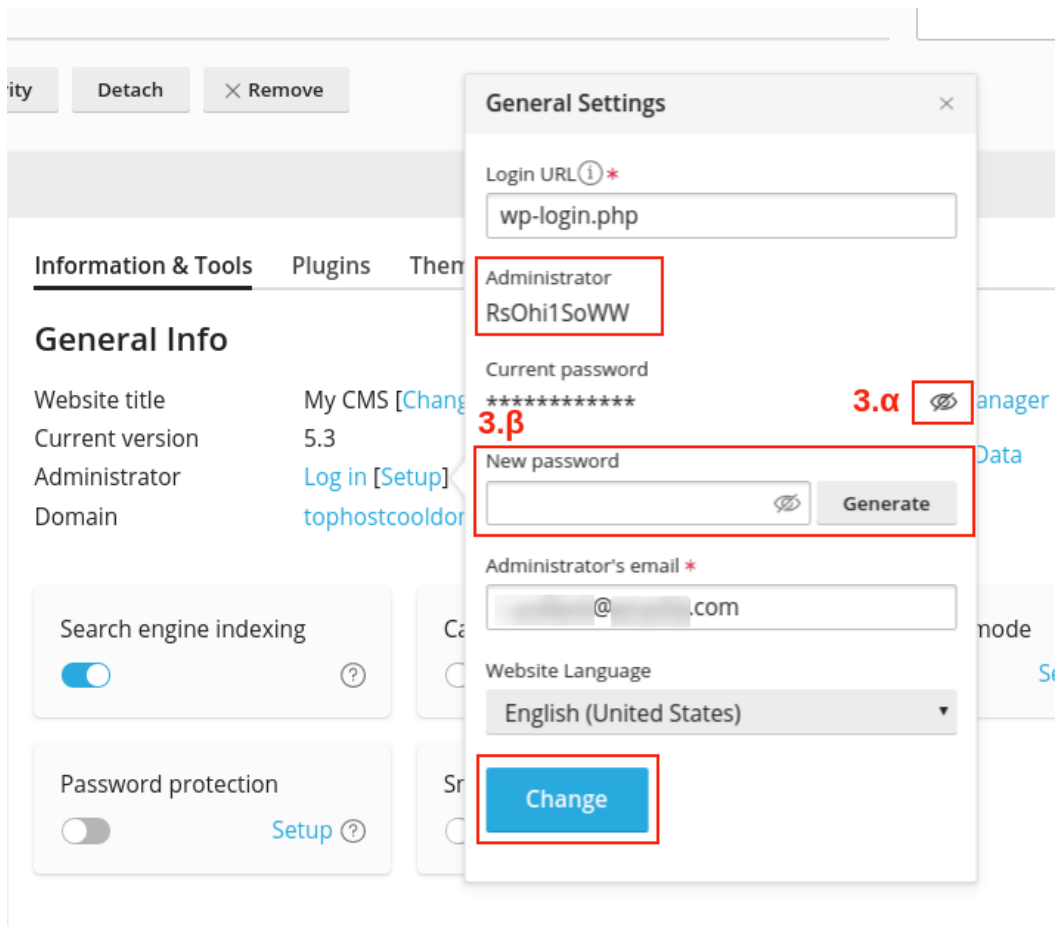 ity
Detach
× Remove
General Settings
Login URL *
wp-login.php
Administrator
RsOhi1SoWW
Current password
************
3.α
3.β
New password
Generate
Administrator's email *
@ .com
Website Language
English (United States)
Change
Information & Tools
Plugins
Them
General Info
Website title
My CMS [Chang
Current version
5.3
Administrator
Log in [Setup]
Domain
tophostcooldor
anager
Data
Search engine indexing
?
Ca
mode
Se
Password protection
Setup ?
Sr